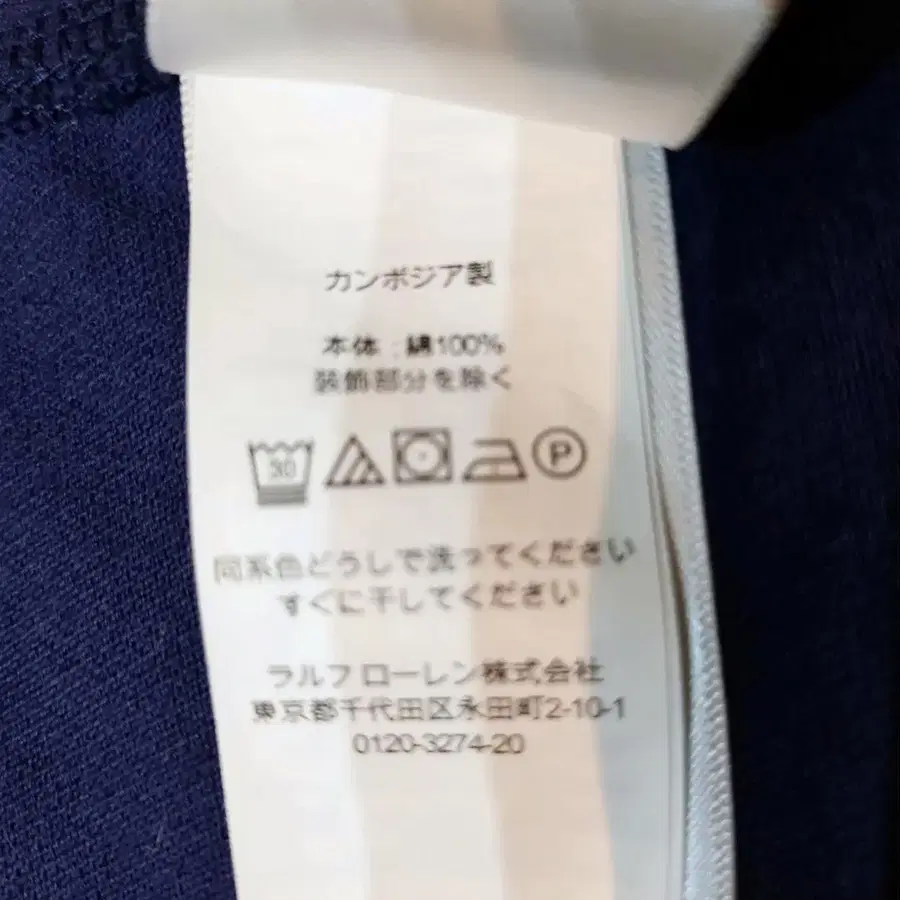 カンボジア製
本体 : 綿100%
装飾部分を除く
30 P
同系色どうしで洗ってください
すぐに干してください
ラルフ ローレン株式会社
東京都千代田区永田町2-10-1
0120-3274-20